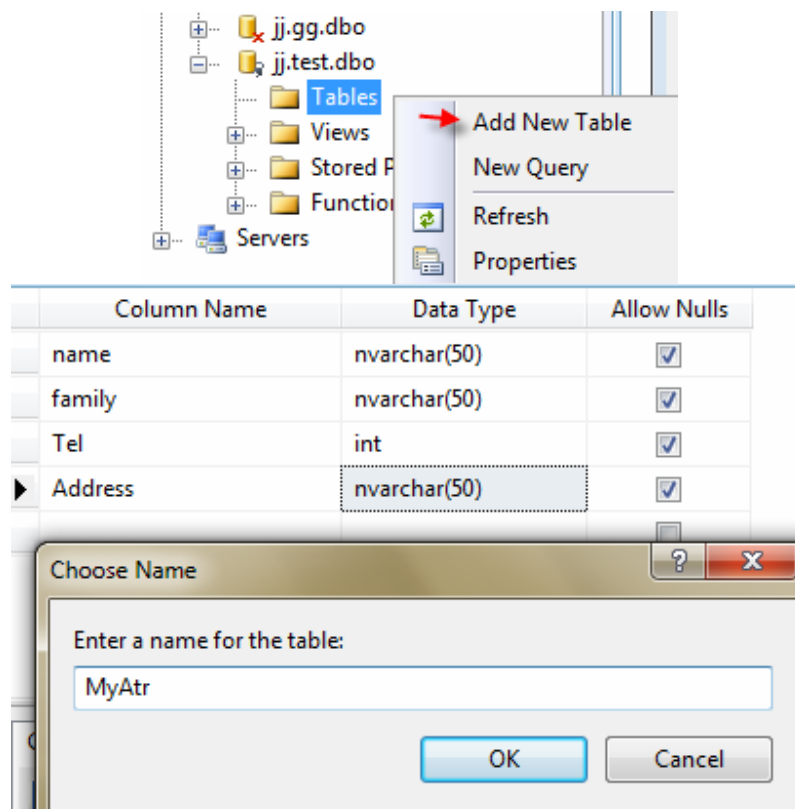 jj.gg.dbo
jj.test.dbo
Tables
Add New Table
Views
New Query
Stored P
Function
Refresh
Servers
Properties
Column Name Data Type Allow Nulls
name nvarchar(50)
family nvarchar(50)
Tel int
Address nvarchar(50)
Choose Name
Enter a name for the table:
MyAtr
OK Cancel